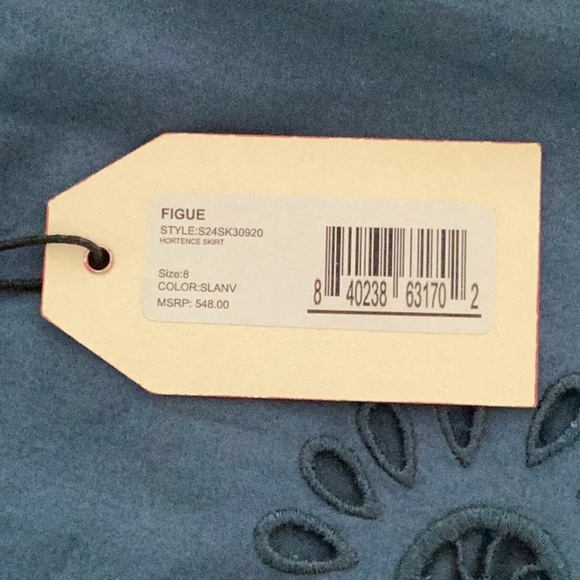 FIGUE
STYLE:S24SK30920
HORTENCE SKIRT
Size:8
COLOR:SLANV
MSRP: 548.00
8 40238 63170 2